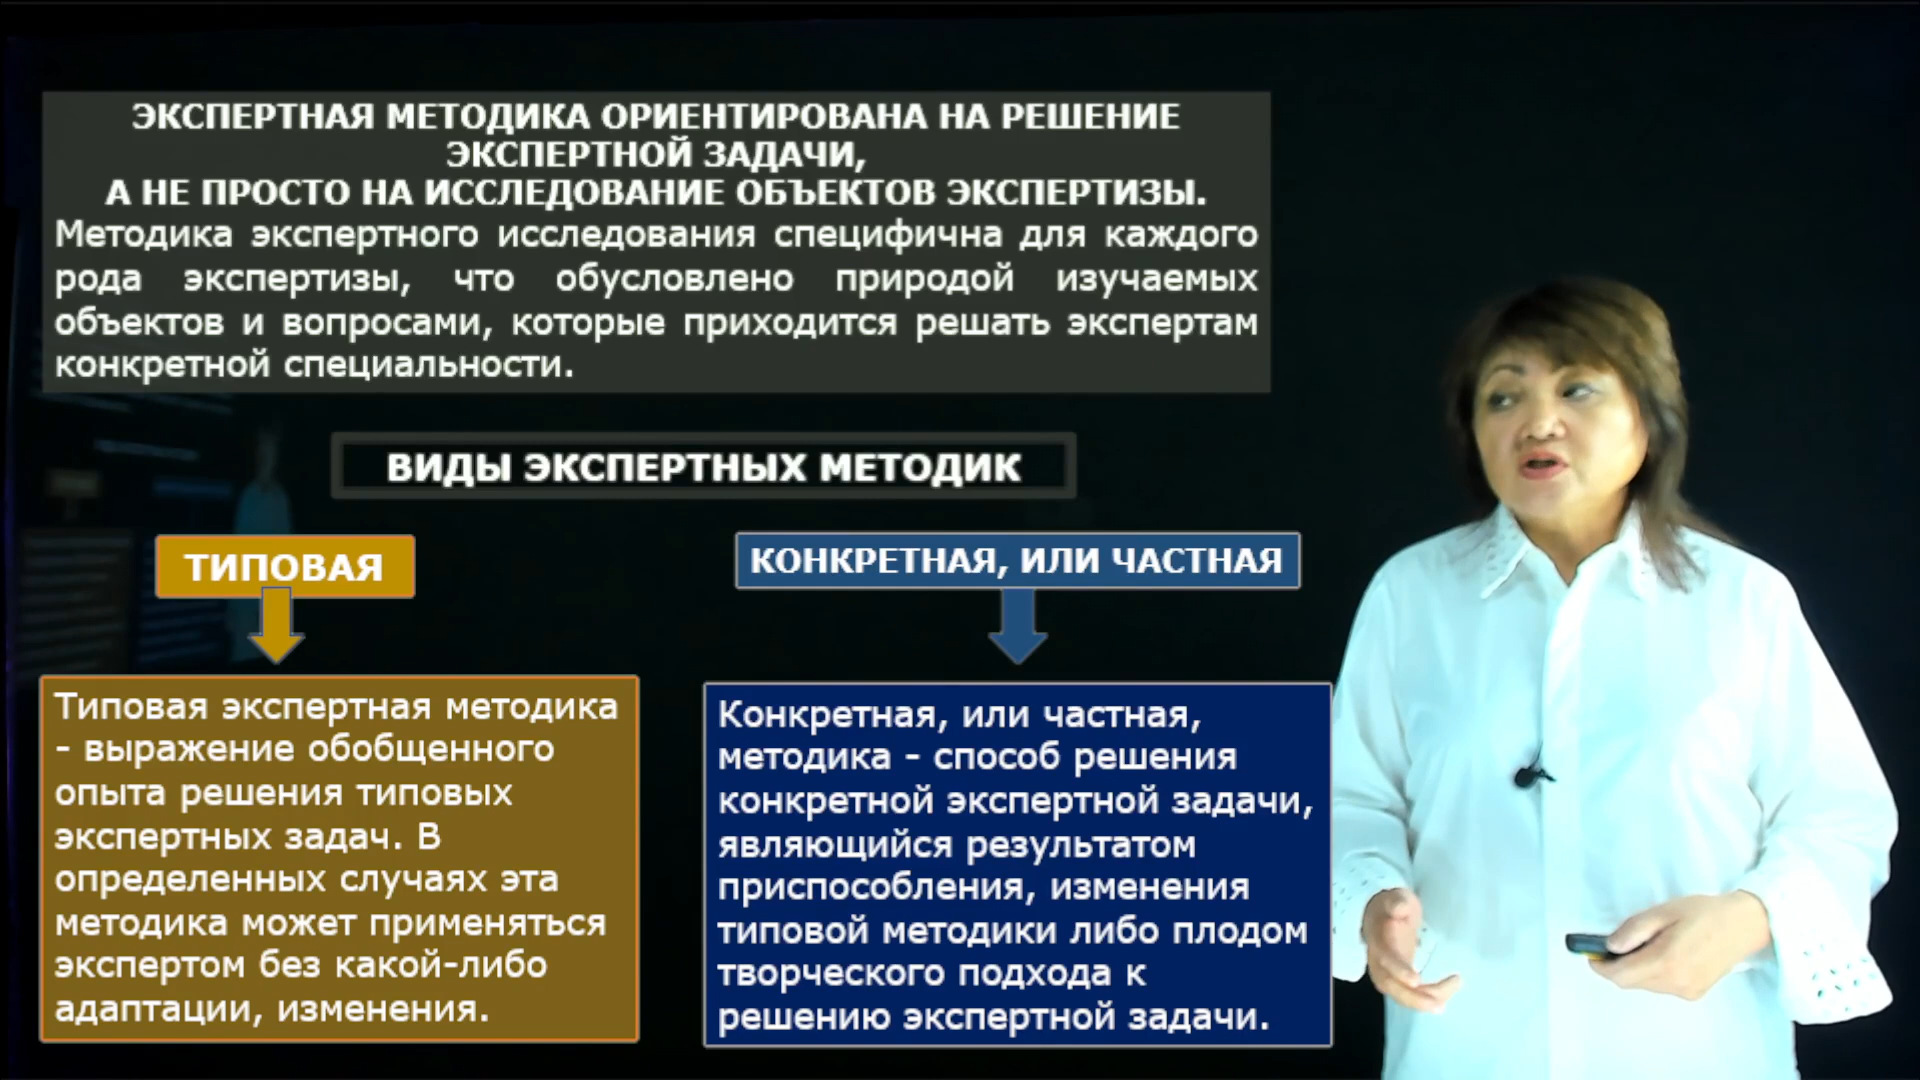 ЭКСПЕРТНАЯ МЕТОДИКА ОРИЕНТИРОВАНА НА РЕШЕНИЕ
ЭКСПЕРТНОЙ ЗАДАЧИ,
А НЕ ПРОСТО НА ИССЛЕДОВАНИЕ ОБЪЕКТОВ ЭКСПЕРТИЗЫ.
Методика экспертного исследования специфична для каждого
рода экспертизы, что обусловлено природой изучаемых
объектов и вопросами, которые приходится решать экспертам
конкретной специальности.
ВИДЫ ЭКСПЕРТНЫХ МЕТОДИК
ТИПОВАЯ
Типовая экспертная методика
- выражение обобщенного
опыта решения типовых
экспертных задач. В
определенных случаях эта
методика может применяться
экспертом без какой-либо
адаптации, изменения.
КОНКРЕТНАЯ, ИЛИ ЧАСТНАЯ
Конкретная, или частная,
методика - способ решения
конкретной экспертной задачи,
являющийся результатом
приспособления, изменения
типовой методики либо плодом
творческого подхода к
решению экспертной задачи.